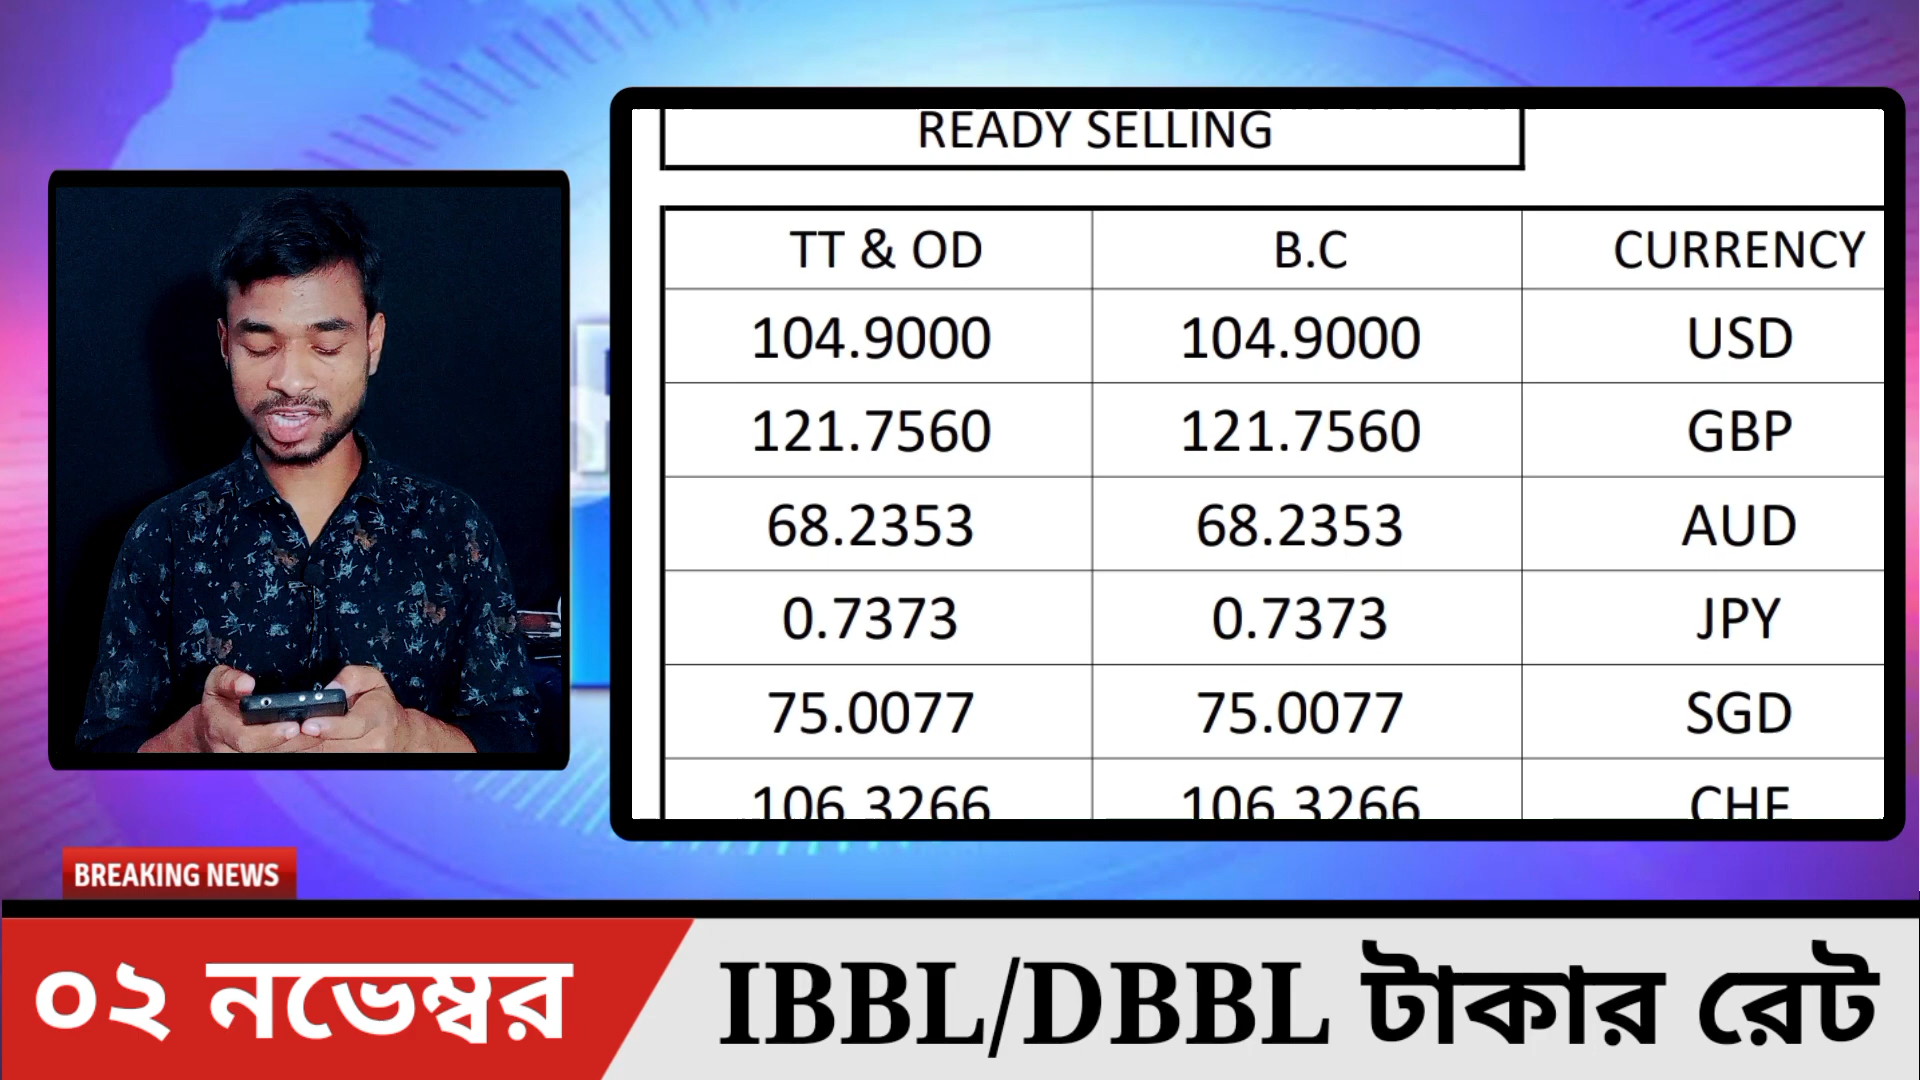 READY SELLING
TT & OD B.C CURRENCY
104.9000 104.9000 USD
121.7560 121.7560 GBP
68.2353 68.2353 AUD
0.7373 0.7373 JPY
75.0077 75.0077 SGD
106.3266 106.3266 CHF
BREAKING NEWS
০২ নভেম্বর IBBL/DBBL টাকার রেট